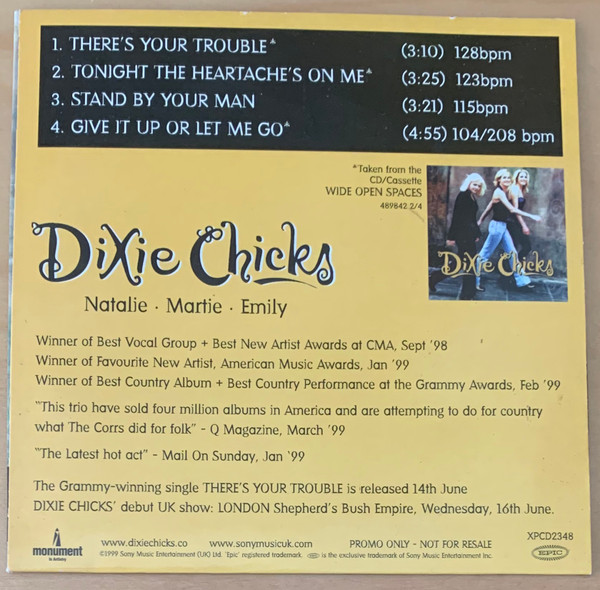 1. THERE'S YOUR TROUBLE* (3:10) 128bpm
2. TONIGHT THE HEARTACHE'S ON ME* (3:25) 123bpm
3. STAND BY YOUR MAN (3:21) 115bpm
4. GIVE IT UP OR LET ME GO* (4:55) 104/208 bpm
*Taken from the
CD/Cassette
WIDE OPEN SPACES
489842 2/4
Dixie Chicks
Dixie Chicks
Natalie · Martie · Emily
Winner of Best Vocal Group + Best New Artist Awards at CMA, Sept '98
Winner of Favourite New Artist, American Music Awards, Jan '99
Winner of Best Country Album + Best Country Performance at the Grammy Awards, Feb '99
"This trio have sold four million albums in America and are attempting to do for country
what The Corrs did for folk" - Q Magazine, March '99
"The Latest hot act" - Mail On Sunday, Jan '99
The Grammy-winning single THERE'S YOUR TROUBLE is released 14th June
DIXIE CHICKS' debut UK show: LONDON Shepherd's Bush Empire, Wednesday, 16th June.
XPCD2348
monument
www.dixiechicks.co www.sonymusicuk.com PROMO ONLY - NOT FOR RESALE
©1999 Sony Music Entertainment (UK) Ltd. 'Epic' registered trademark. EPIC is the exclusive trademark of Sony Music Entertainment Inc.
EPIC